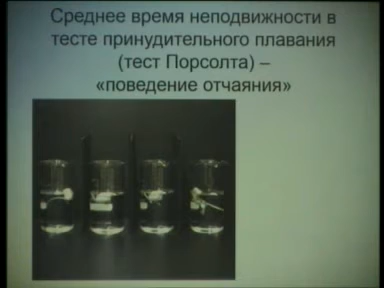 Среднее время неподвижности в
тесте принудительного плавания
(тест Порсолта) –
«поведение отчаяния»